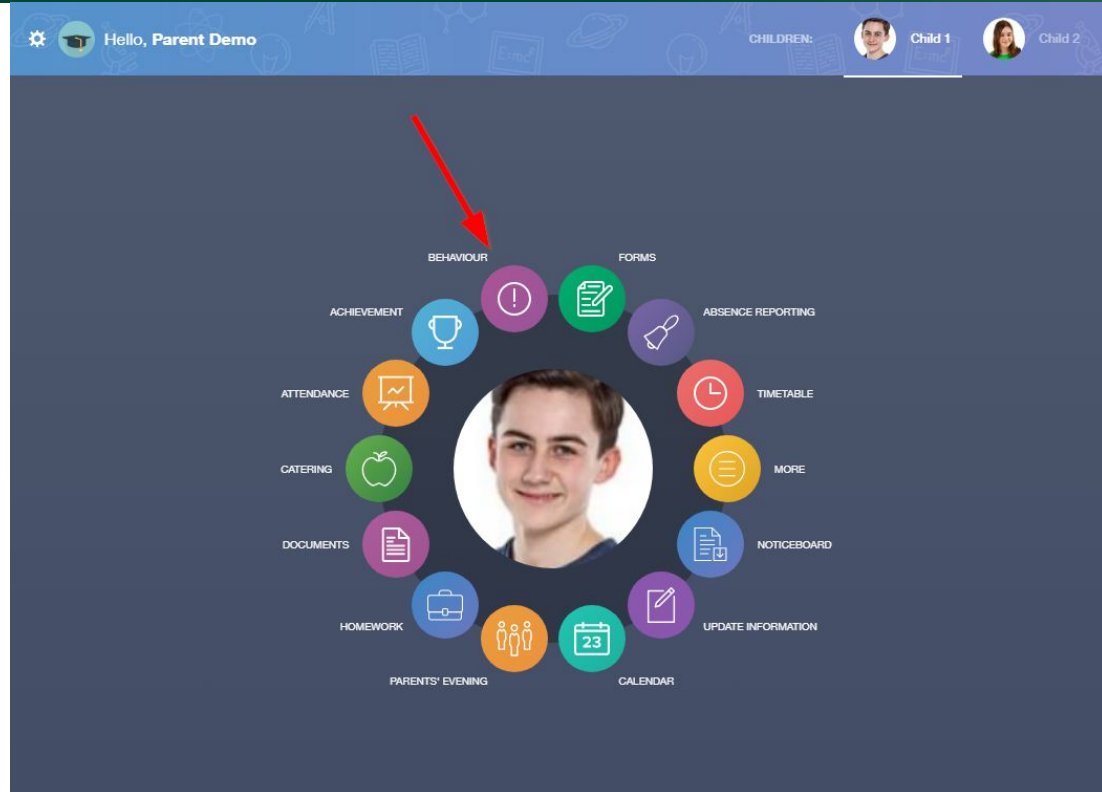 Hello, Parent Demo
CHILDREN:
Child 1
Child 2
BEHAVIOUR
FORMS
ACHIEVEMENT
ABSENCE REPORTING
ATTENDANCE
TIMETABLE
CATERING
MORE
DOCUMENTS
NOTICEBOARD
HOMEWORK
UPDATE INFORMATION
23
PARENTS' EVENING
CALENDAR